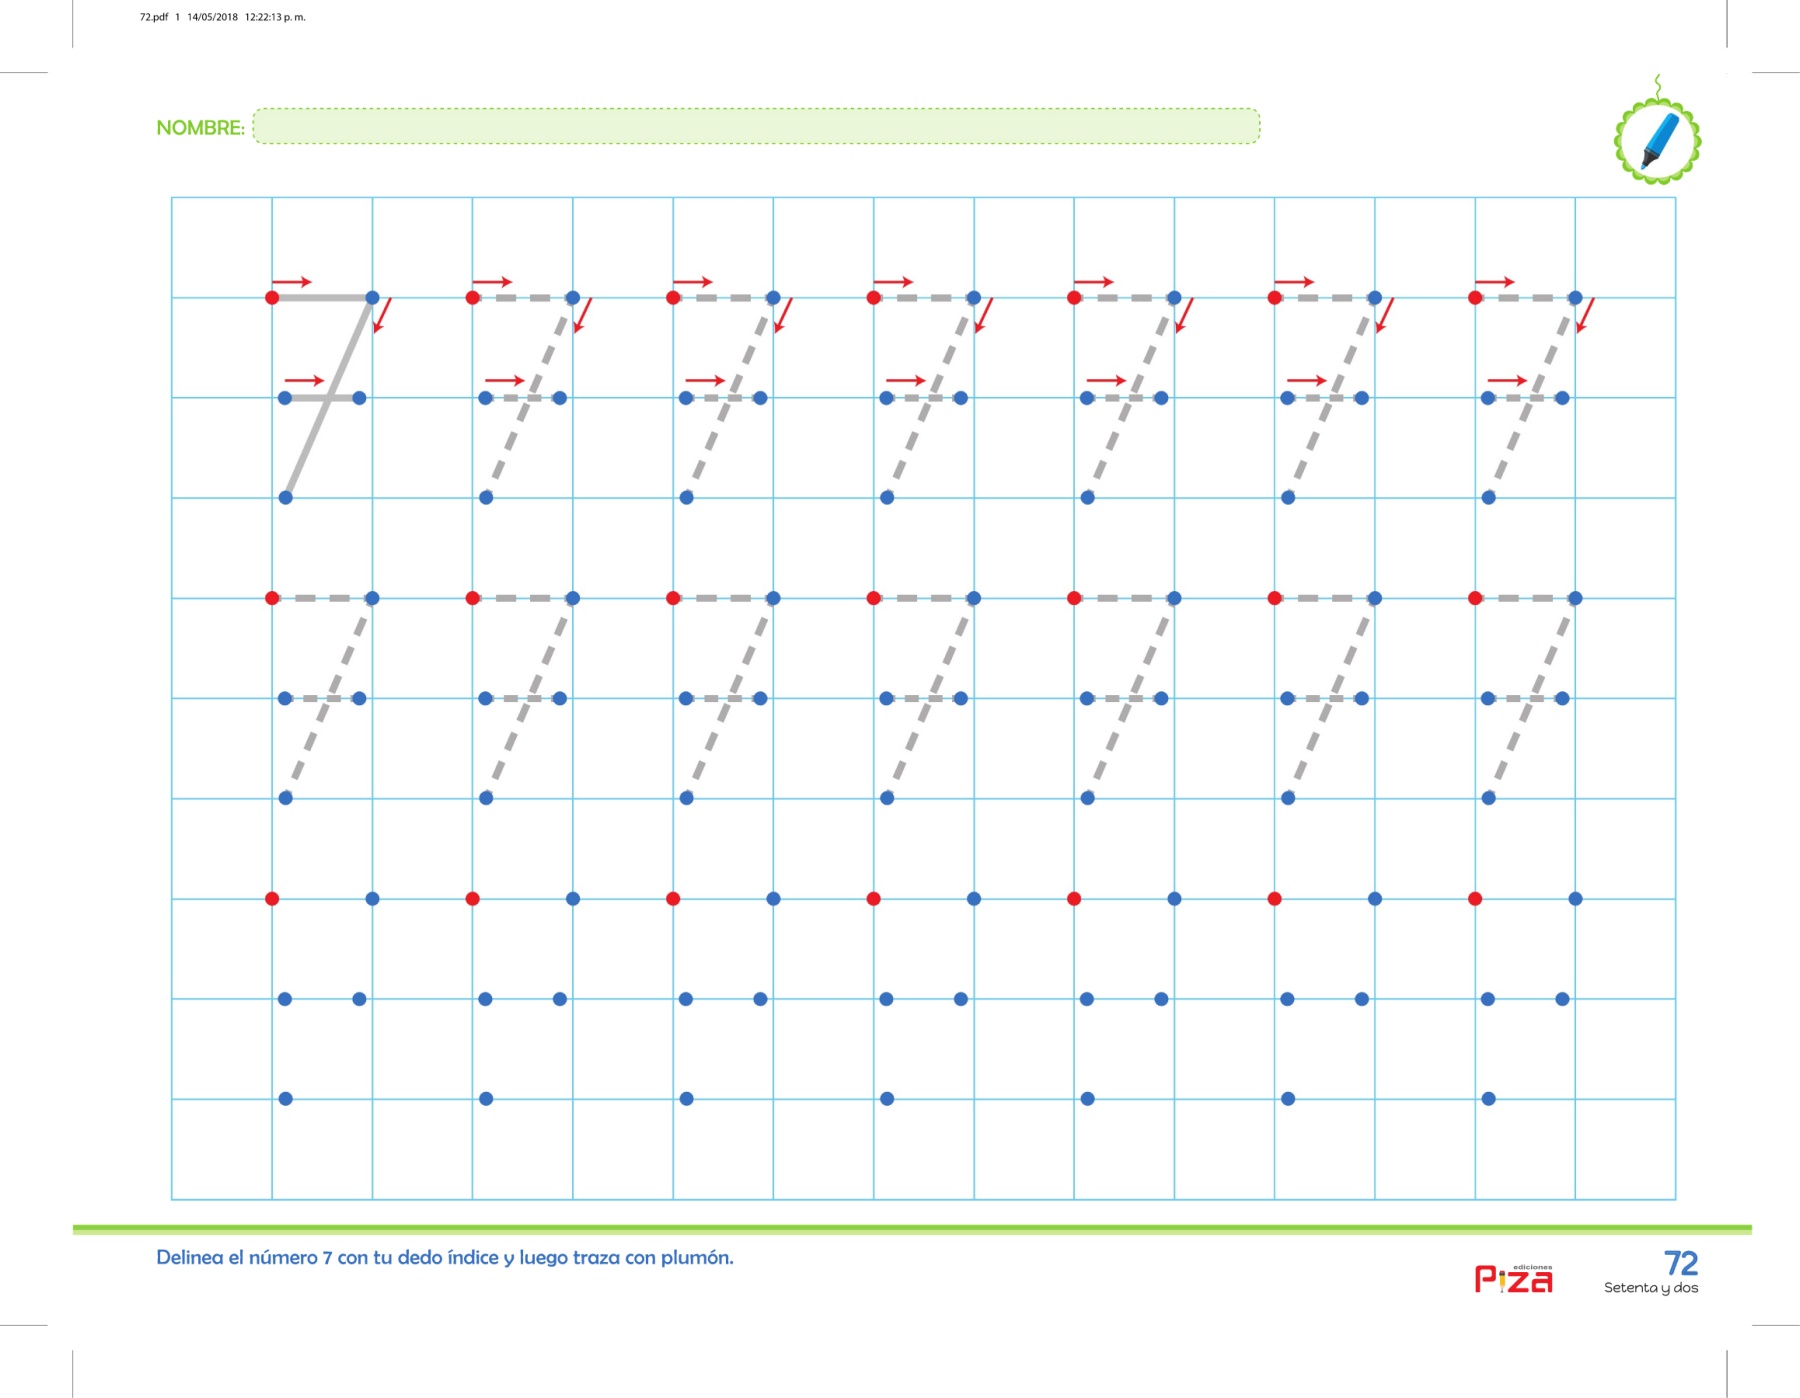 72.pdf 1 14/05/2018 12:22:13 p. m.
NOMBRE:
Delinea el número 7 con tu dedo índice y luego traza con plumón.
ediciones
Piza
72
Setenta y dos